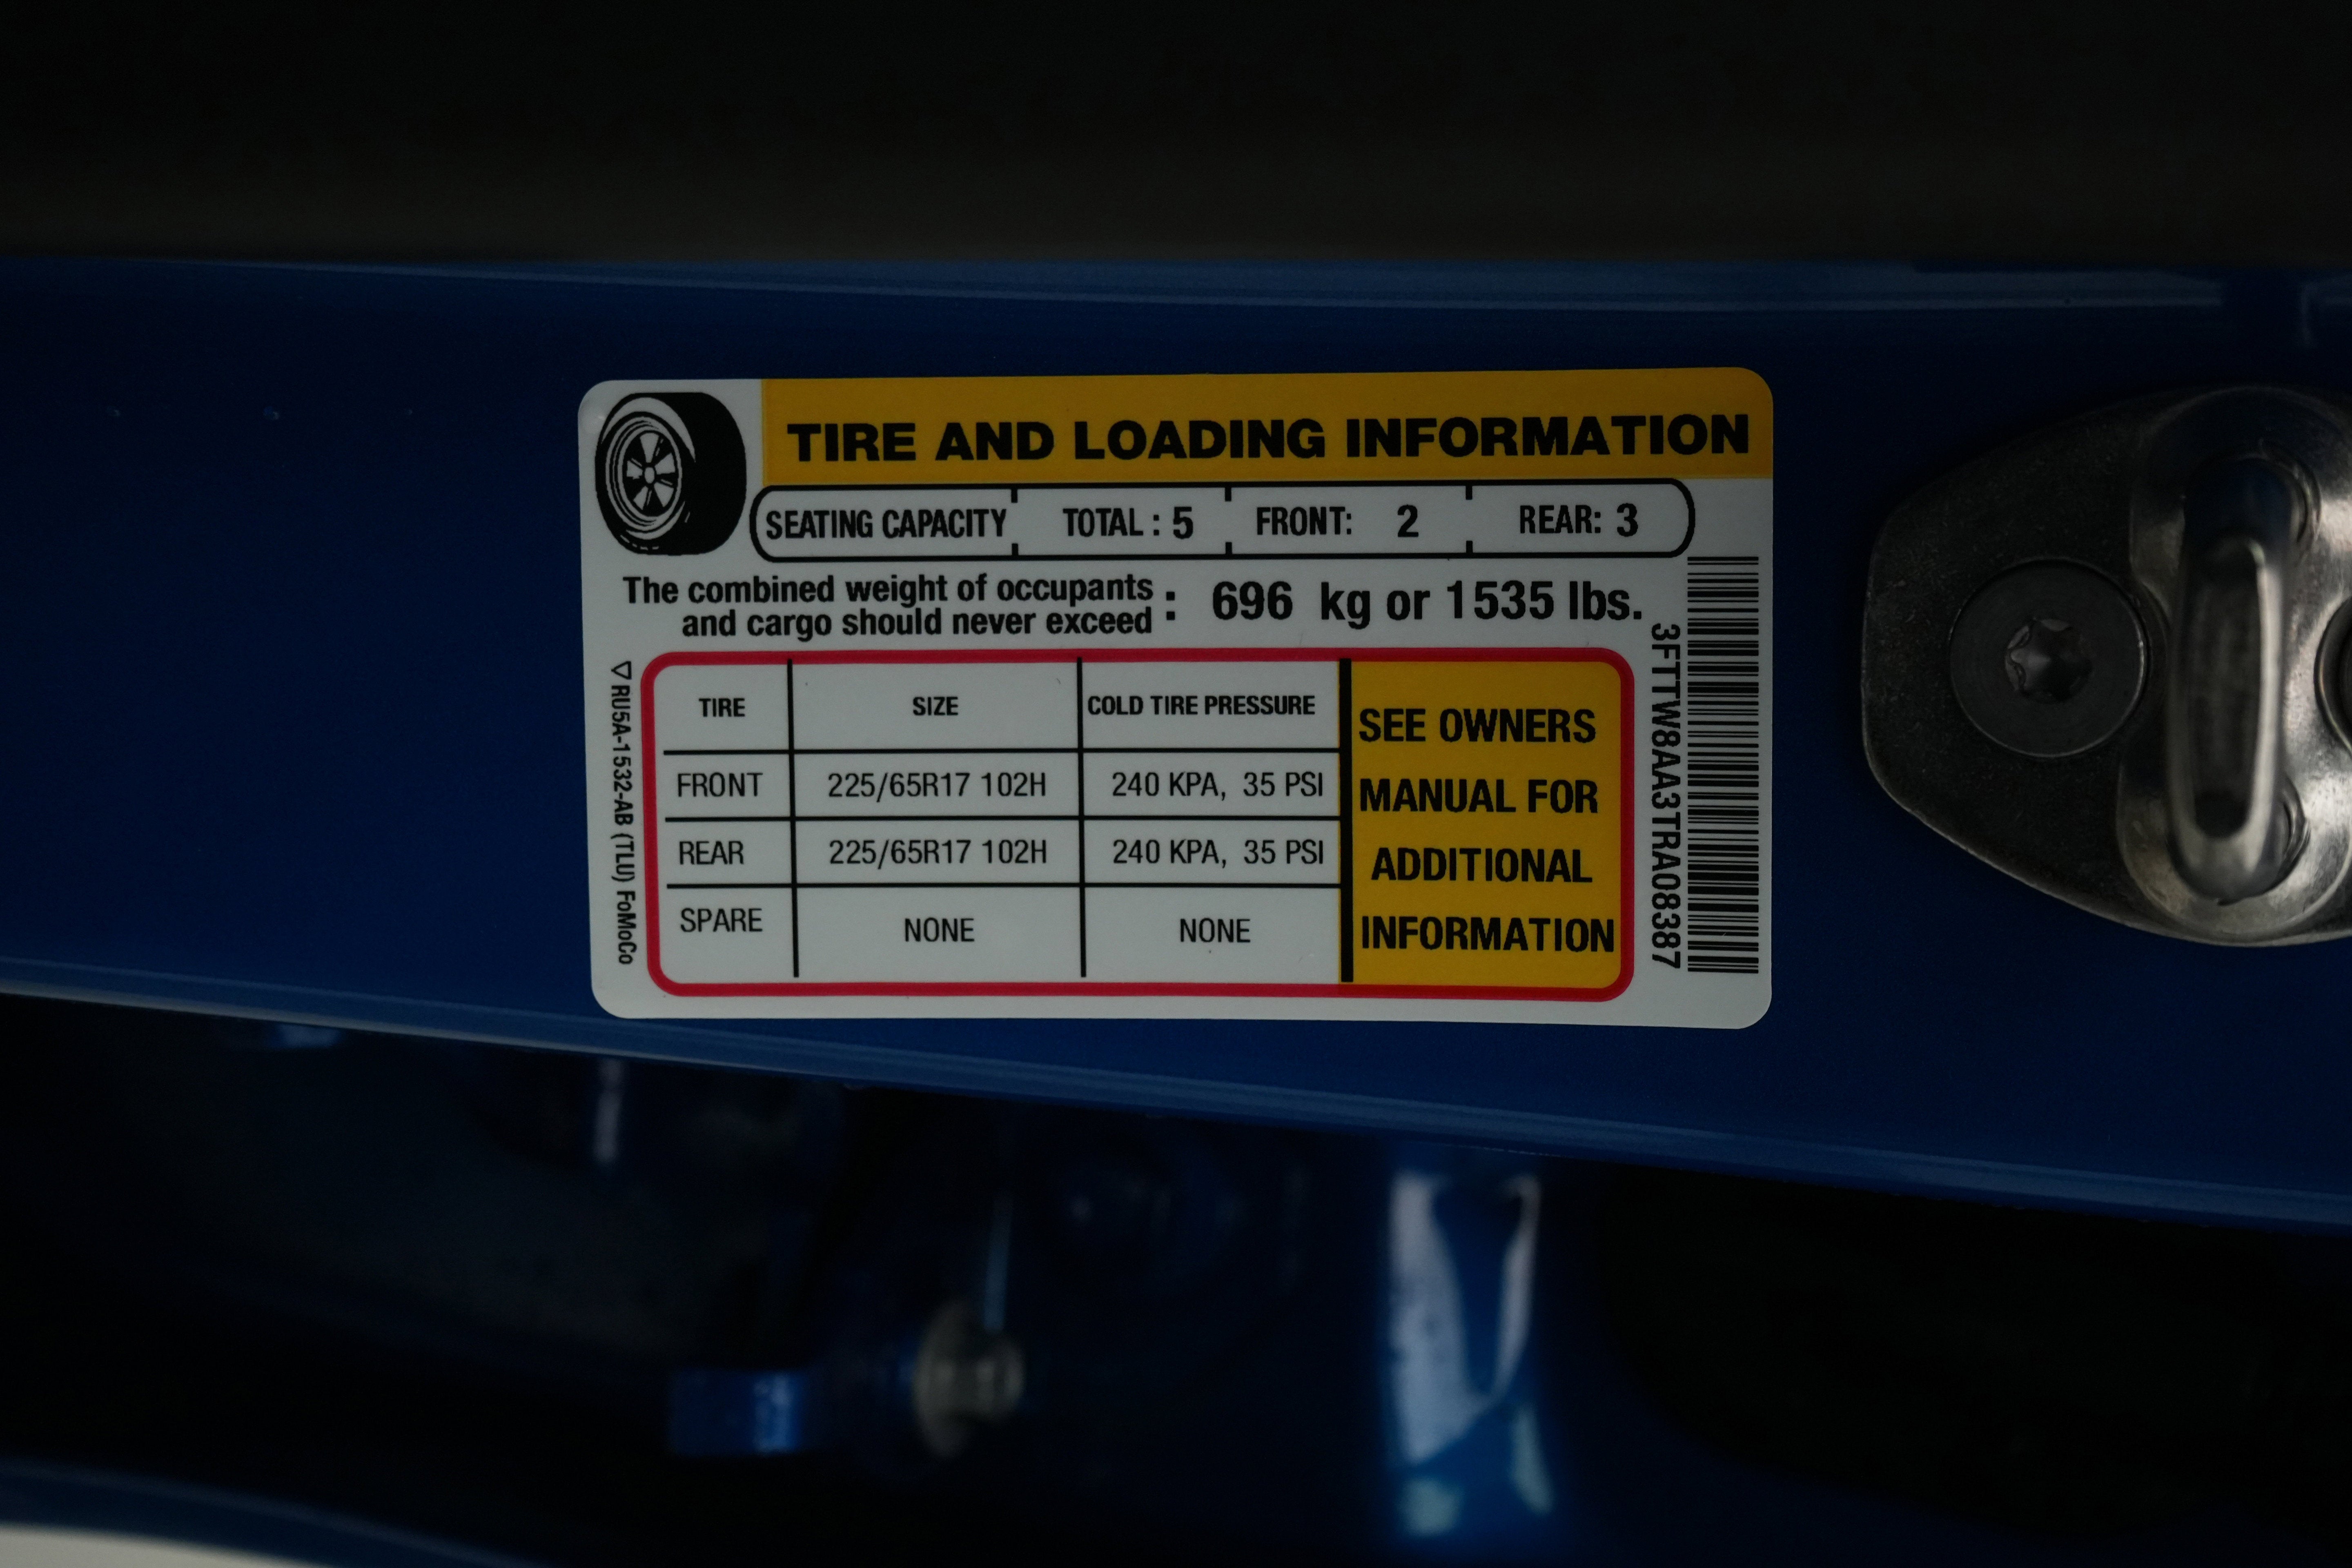 TIRE AND LOADING INFORMATION
SEATING CAPACITY TOTAL : 5 FRONT: 2 REAR: 3
The combined weight of occupants
and cargo should never exceed : 696 kg or 1535 lbs.
TIRE SIZE COLD TIRE PRESSURE
FRONT 225/65R17 102H 240 KPA, 35 PSI
REAR 225/65R17 102H 240 KPA, 35 PSI
SPARE NONE NONE
SEE OWNERS
MANUAL FOR
ADDITIONAL
INFORMATION
RU5A-1532-AB (TLU) FoMoCo
3FTTW8AA3TRA08387